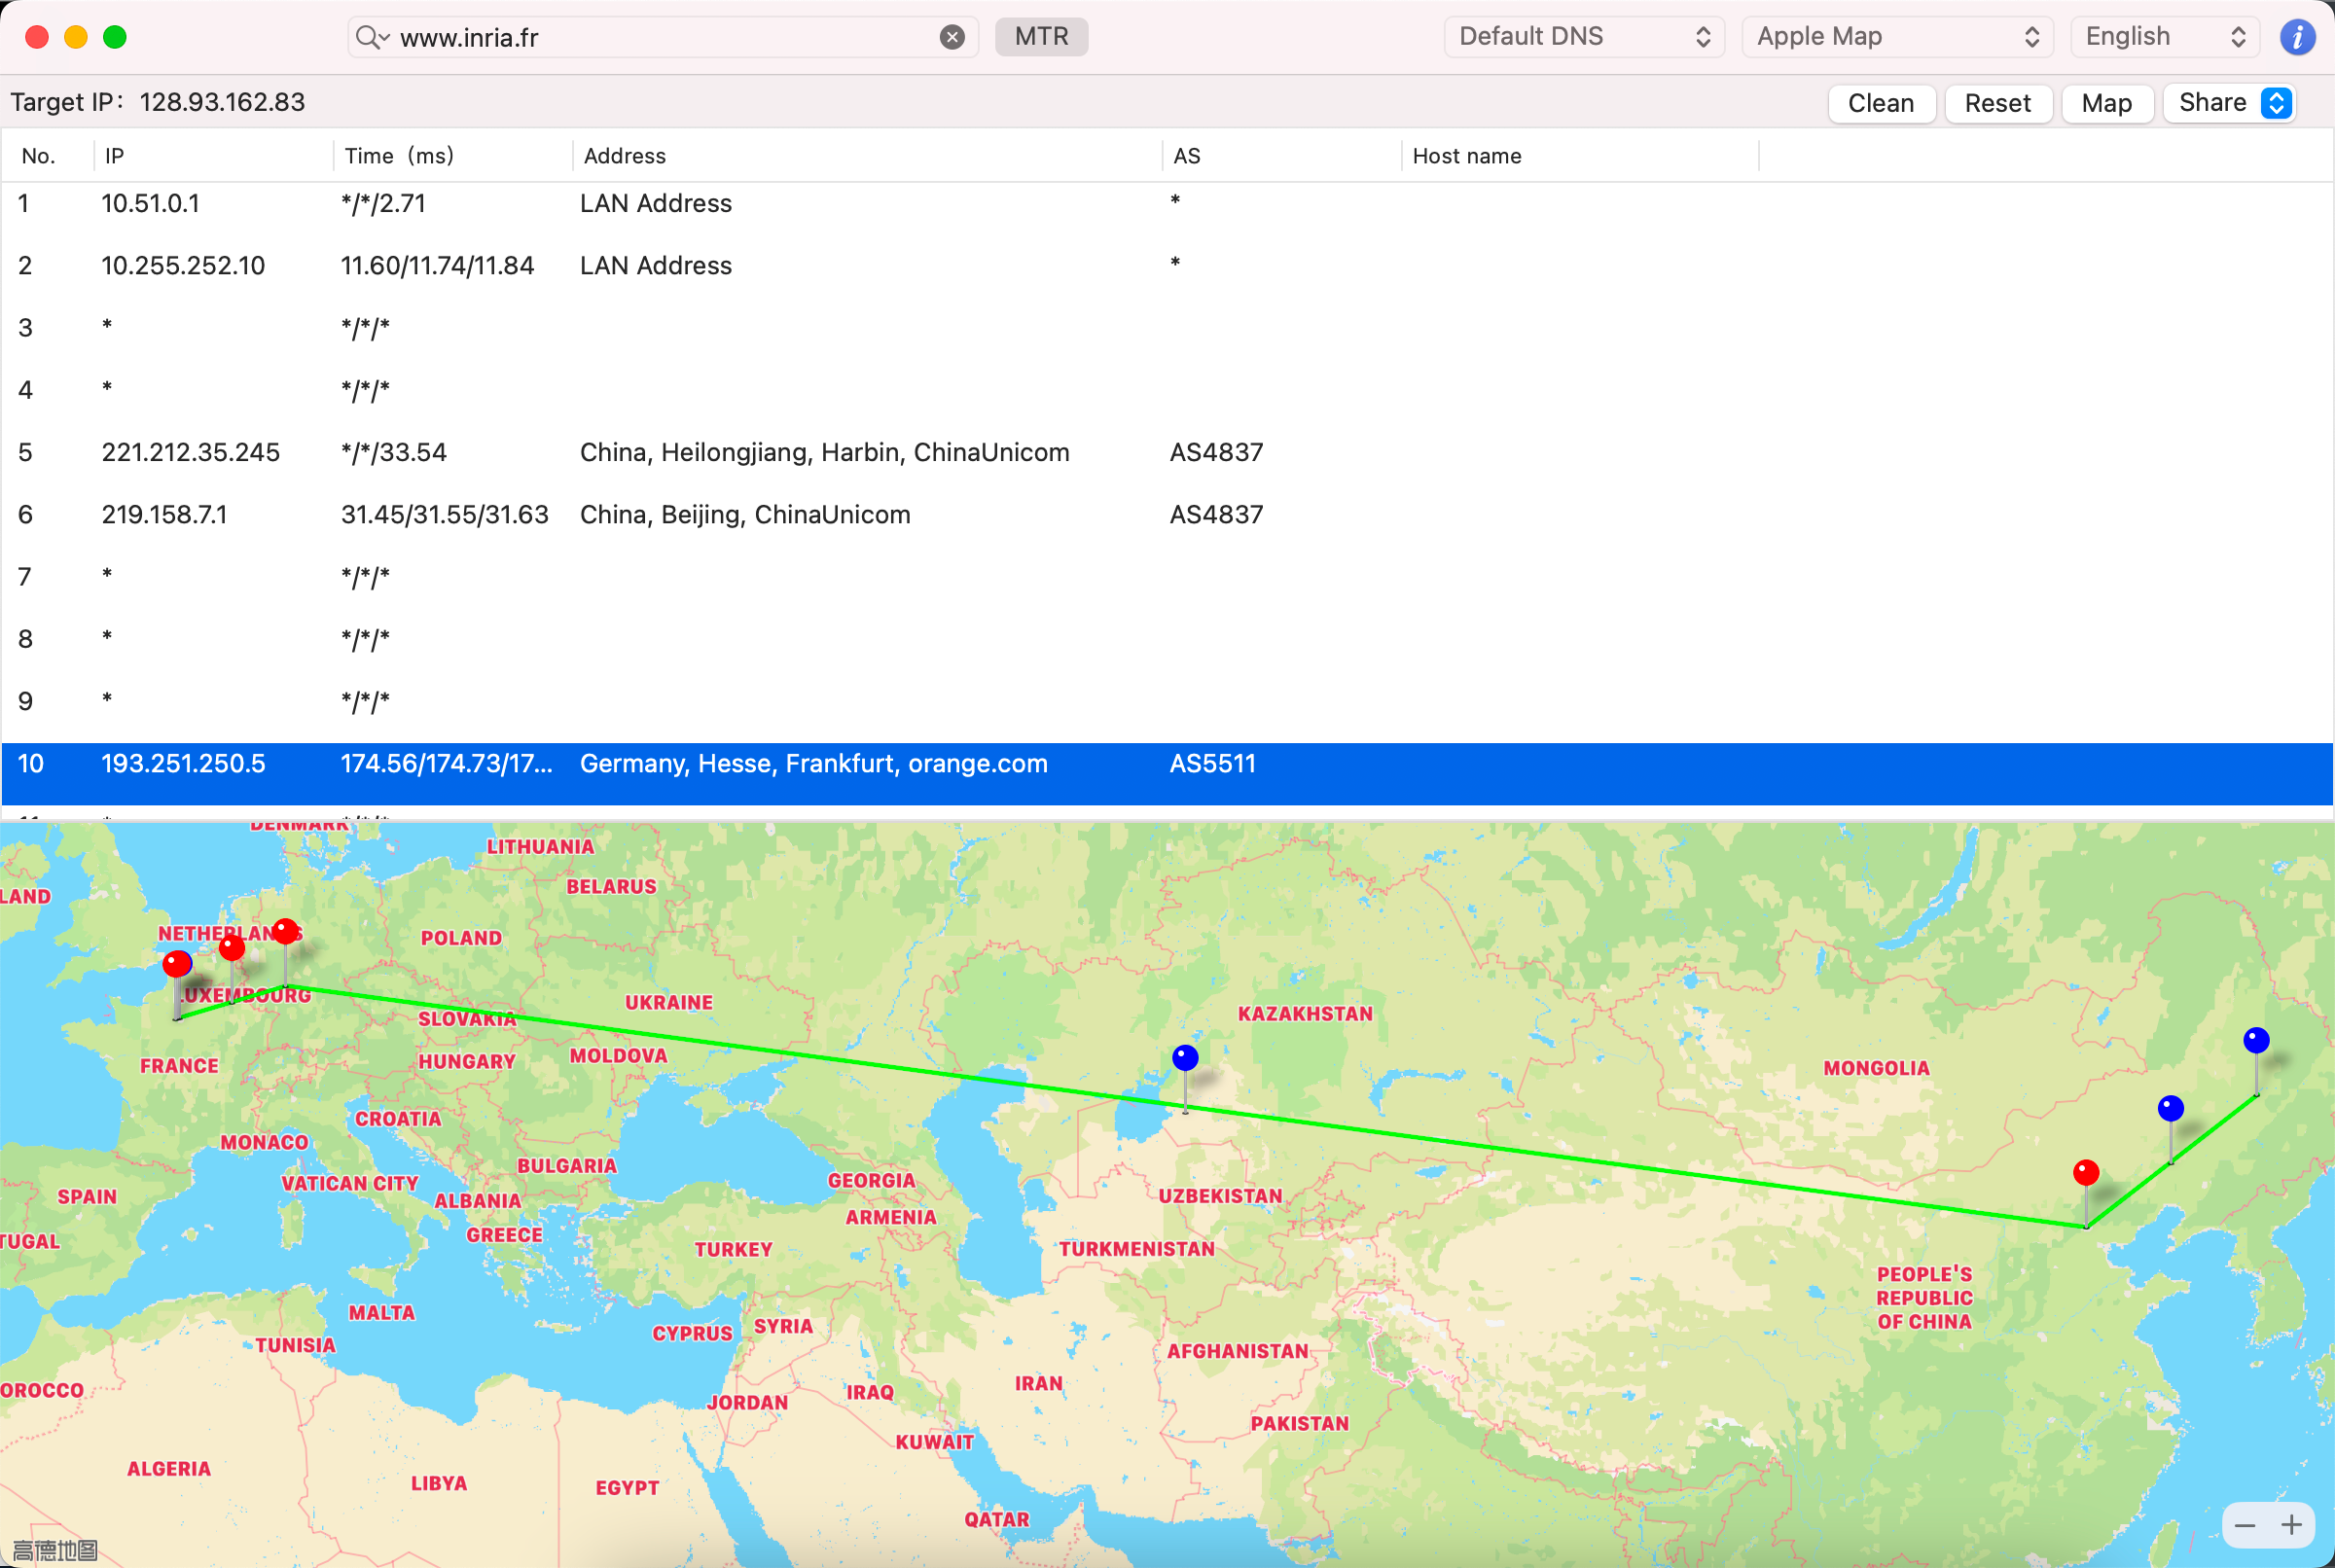 www.inria.fr MTR Default DNS Apple Map English
Target IP: 128.93.162.83 Clean Reset Map Share
No. IP Time (ms) Address AS Host name
1 10.51.0.1 */*/2.71 LAN Address *
2 10.255.252.10 11.60/11.74/11.84 LAN Address *
3 * */*/*
4 * */*/*
5 221.212.35.245 */*/33.54 China, Heilongjiang, Harbin, ChinaUnicom AS4837
6 219.158.7.1 31.45/31.55/31.63 China, Beijing, ChinaUnicom AS4837
7 * */*/*
8 * */*/*
9 * */*/*
10 193.251.250.5 174.56/174.73/17... Germany, Hesse, Frankfurt, orange.com AS5511
DENMARK
LITHUANIA
BELARUS
LAND
NETHERLANDS
POLAND
LUXEMBOURG
UKRAINE
KAZAKHSTAN
SLOVAKIA
MOLDOVA
HUNGARY
FRANCE
MONGOLIA
CROATIA
MONACO
BULGARIA
GEORGIA
VATICAN CITY
SPAIN
ALBANIA
UZBEKISTAN
ARMENIA
GREECE
TUGAL
TURKEY
TURKMENISTAN
PEOPLE'S
REPUBLIC
OF CHINA
MALTA
SYRIA
CYPRUS
TUNISIA
AFGHANISTAN
OROCCO
IRAQ
IRAN
JORDAN
PAKISTAN
KUWAIT
ALGERIA
LIBYA
EGYPT
QATAR
高德地图